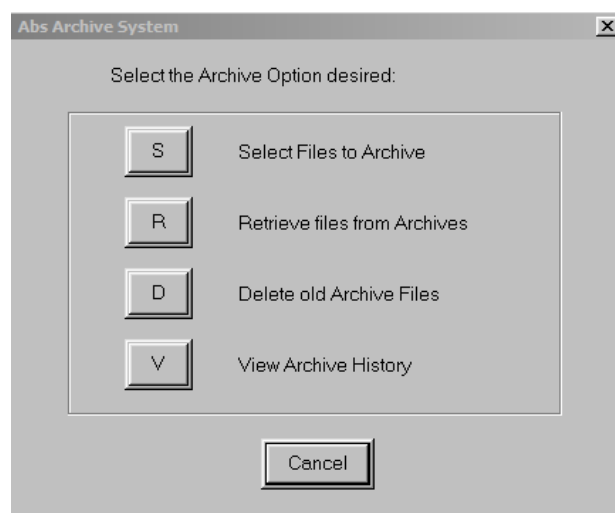 Abs Archive System
Select the Archive Option desired:
S Select Files to Archive
R Retrieve files from Archives
D Delete old Archive Files
V View Archive History
Cancel